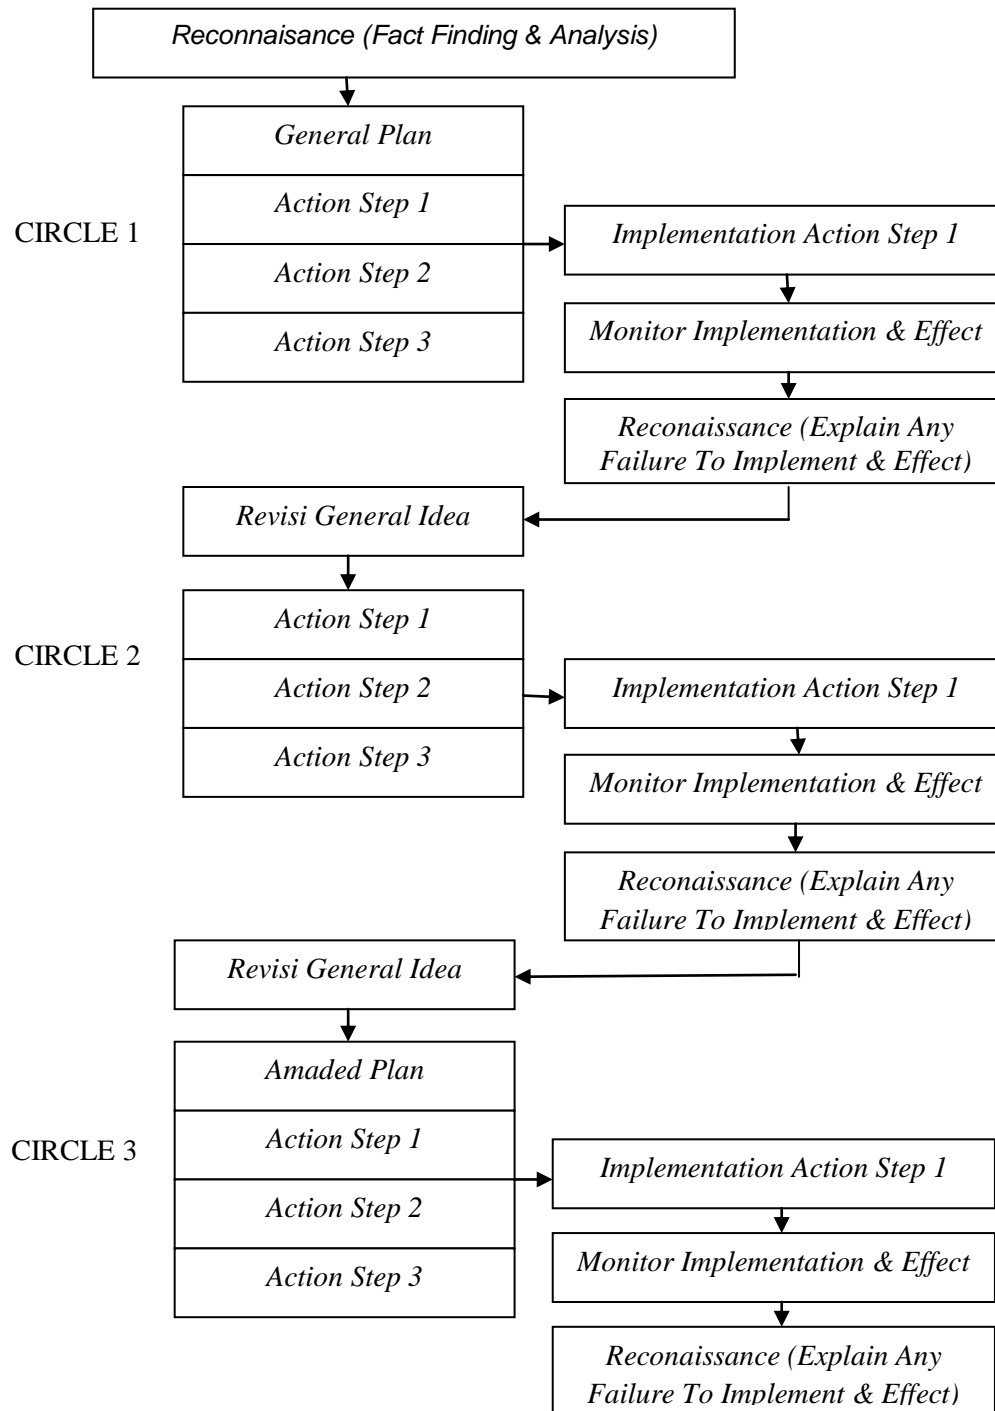 Reconnaisance (Fact Finding & Analysis)
General Plan
Action Step 1
CIRCLE 1
Implementation Action Step 1
Action Step 2
Monitor Implementation & Effect
Action Step 3
Reconaissance (Explain Any
Failure To Implement & Effect)
Revisi General Idea
Action Step 1
CIRCLE 2
Action Step 2
Implementation Action Step 1
Action Step 3
Monitor Implementation & Effect
Reconaissance (Explain Any
Failure To Implement & Effect)
Revisi General Idea
Amaded Plan
Action Step 1
CIRCLE 3
Implementation Action Step 1
Action Step 2
Monitor Implementation & Effect
Action Step 3
Reconaissance (Explain Any
Failure To Implement & Effect)